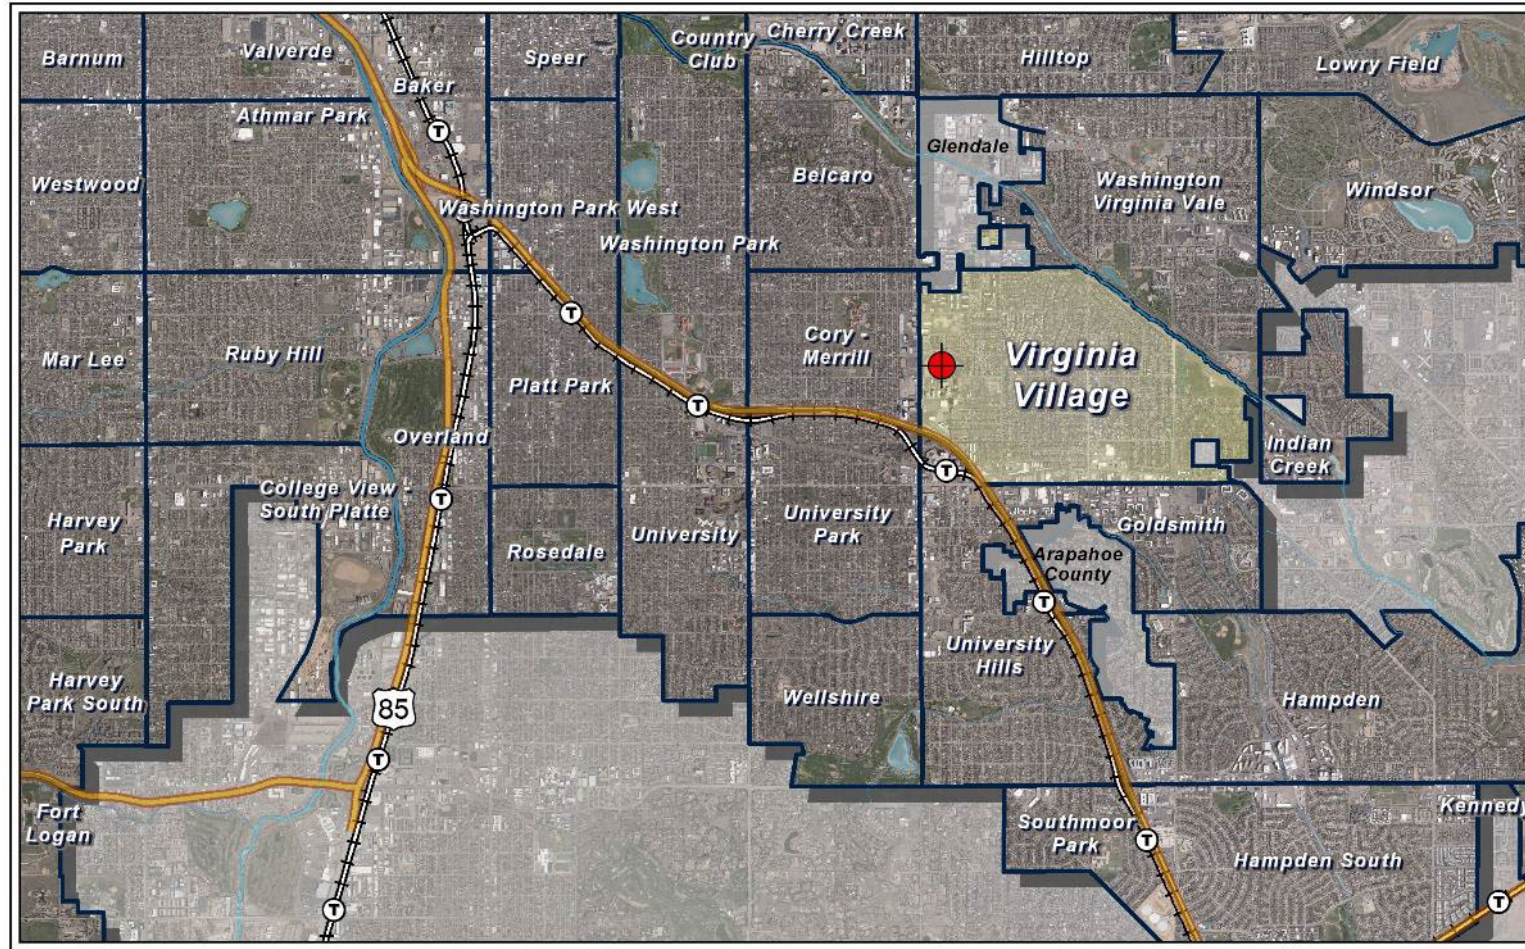 Barnum
Valverde
Baker
Speer
Country
Club
Cherry Creek
Hilltop
Lowry Field
Athmar Park
Glendale
Westwood
Belcaro
Washington
Virginia Vale
Windsor
Washington Park West
Washington Park
Mar Lee
Ruby Hill
Platt Park
Cory -
Merrill
Virginia
Village
Overland
Indian
Creek
College View
South Platte
Harvey
Park
Rosedale
University
University
Park
Goldsmith
Arapahoe
County
University
Hills
Harvey
Park South
Wellshire
Hampden
85
Fort
Logan
Southmoor
Park
Hampden South
Kennedy
T
T
T
T
T
T
T
T
T
T
T